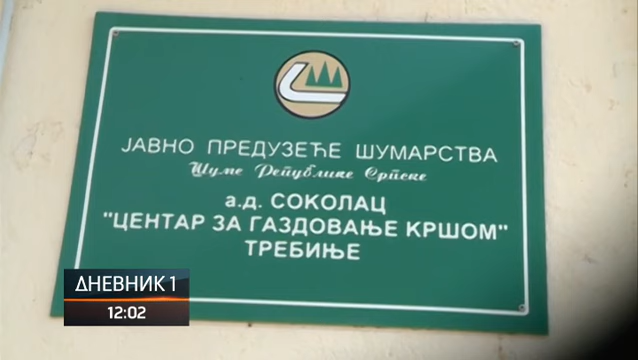 ЈАВНО ПРЕДУЗЕЋЕ ШУМАРСТВА
Шуме Републике Српске
а.д. СОКОЛАЦ
"ЦЕНТАР ЗА ГАЗДОВАЊЕ КРШОМ"
ТРЕБИЊЕ
ДНЕВНИК 1
12:02